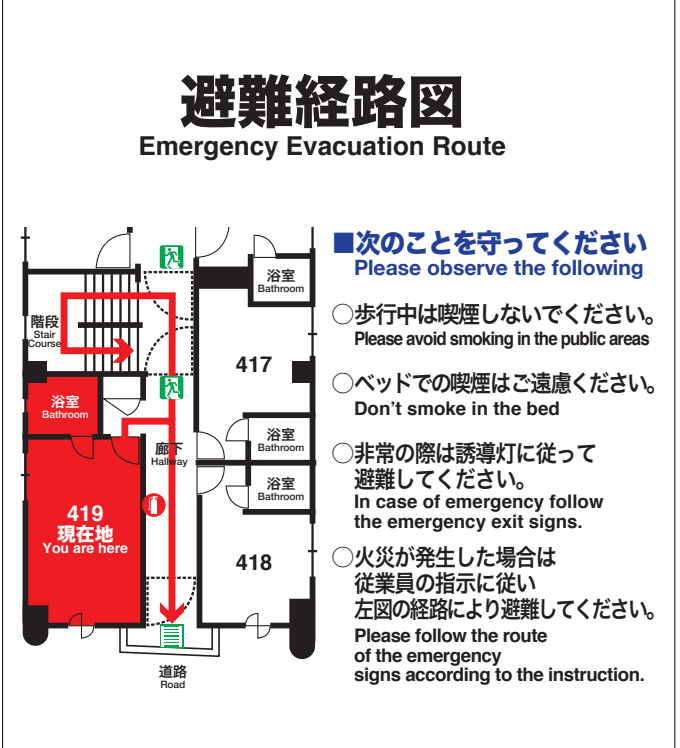 避難経路図
Emergency Evacuation Route
■次のことを守ってください
Please observe the following
○歩行中は喫煙しないでください。
Please avoid smoking in the public areas
○ベッドでの喫煙はご遠慮ください。
Don't smoke in the bed
○非常の際は誘導灯に従って
避難してください。
In case of emergency follow
the emergency exit signs.
○火災が発生した場合は
従業員の指示に従い
左図の経路により避難してください。
Please follow the route
of the emergency
signs according to the instruction.
浴室
Bathroom
階段
Stair
Course
417
浴室
Bathroom
浴室
Bathroom
廊下
Hallway
浴室
Bathroom
419
現在地
You are here
418
道路
Road